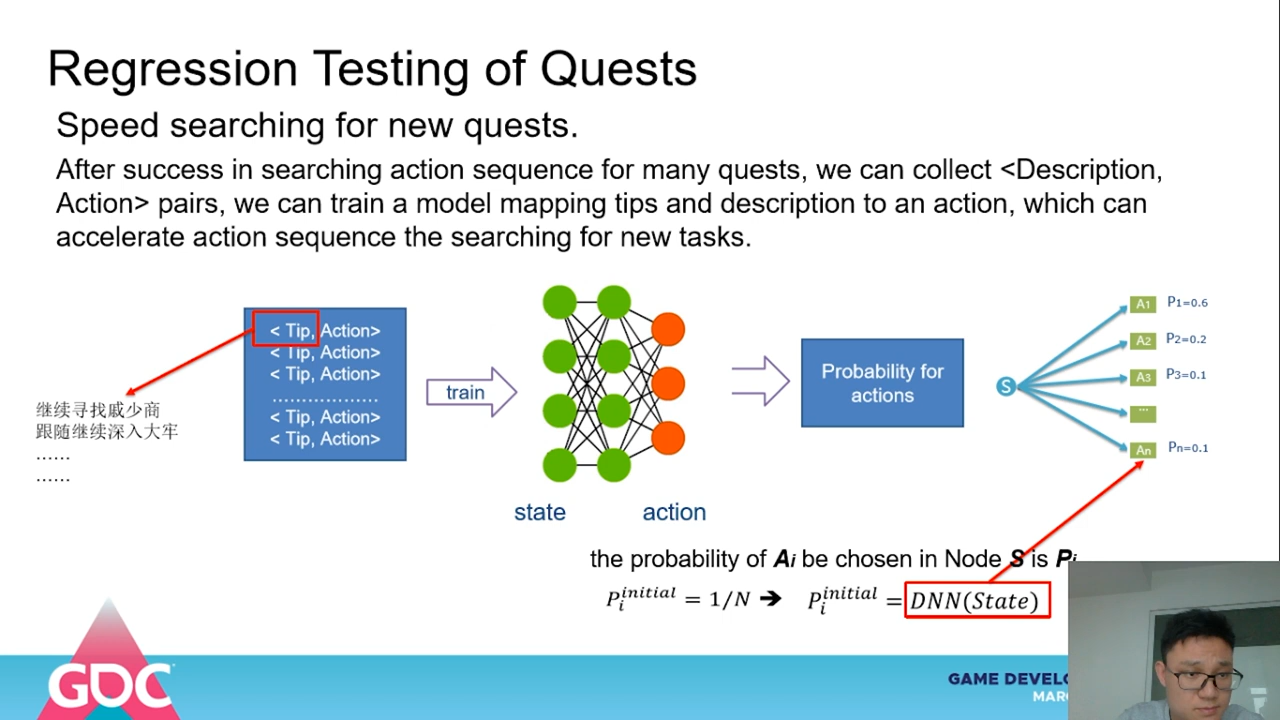 Regression Testing of Quests
Speed searching for new quests.
After success in searching action sequence for many quests, we can collect <Description,
Action> pairs, we can train a model mapping tips and description to an action, which can
accelerate action sequence the searching for new tasks.
< Tip, Action>
< Tip, Action>
< Tip, Action>
..................
< Tip, Action>
< Tip, Action>
继续寻找戚少商
跟随继续深入大牢
......
......
train
state
action
Probability for
actions
S
A1 P1=0.6
A2 P2=0.2
A3 P3=0.1
...
An Pn=0.1
the probability of Ai be chosen in Node S is Pi
P_i^{initial} = 1/N ➔ P_i^{initial} = DNN(State)
GDC
GAME DEVEL
MARC